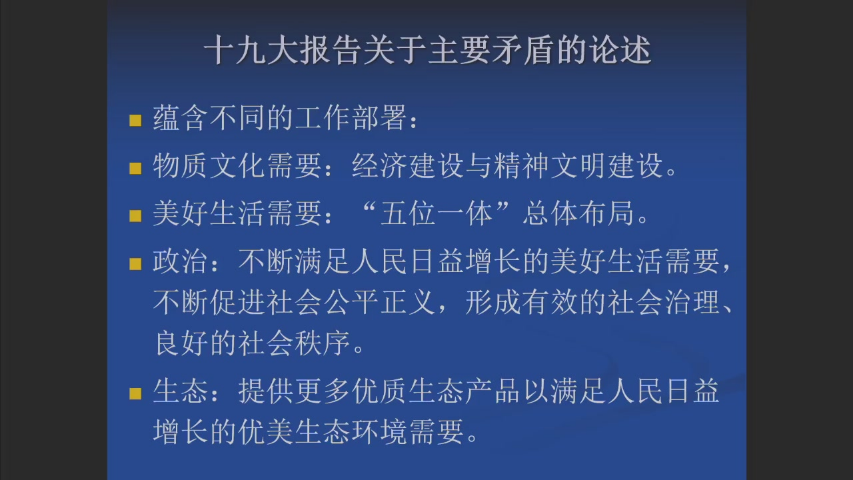 十九大报告关于主要矛盾的论述
蕴含不同的工作部署：
物质文化需要：经济建设与精神文明建设。
美好生活需要：“五位一体”总体布局。
政治：不断满足人民日益增长的美好生活需要，
不断促进社会公平正义，形成有效的社会治理、
良好的社会秩序。
生态：提供更多优质生态产品以满足人民日益
增长的优美生态环境需要。